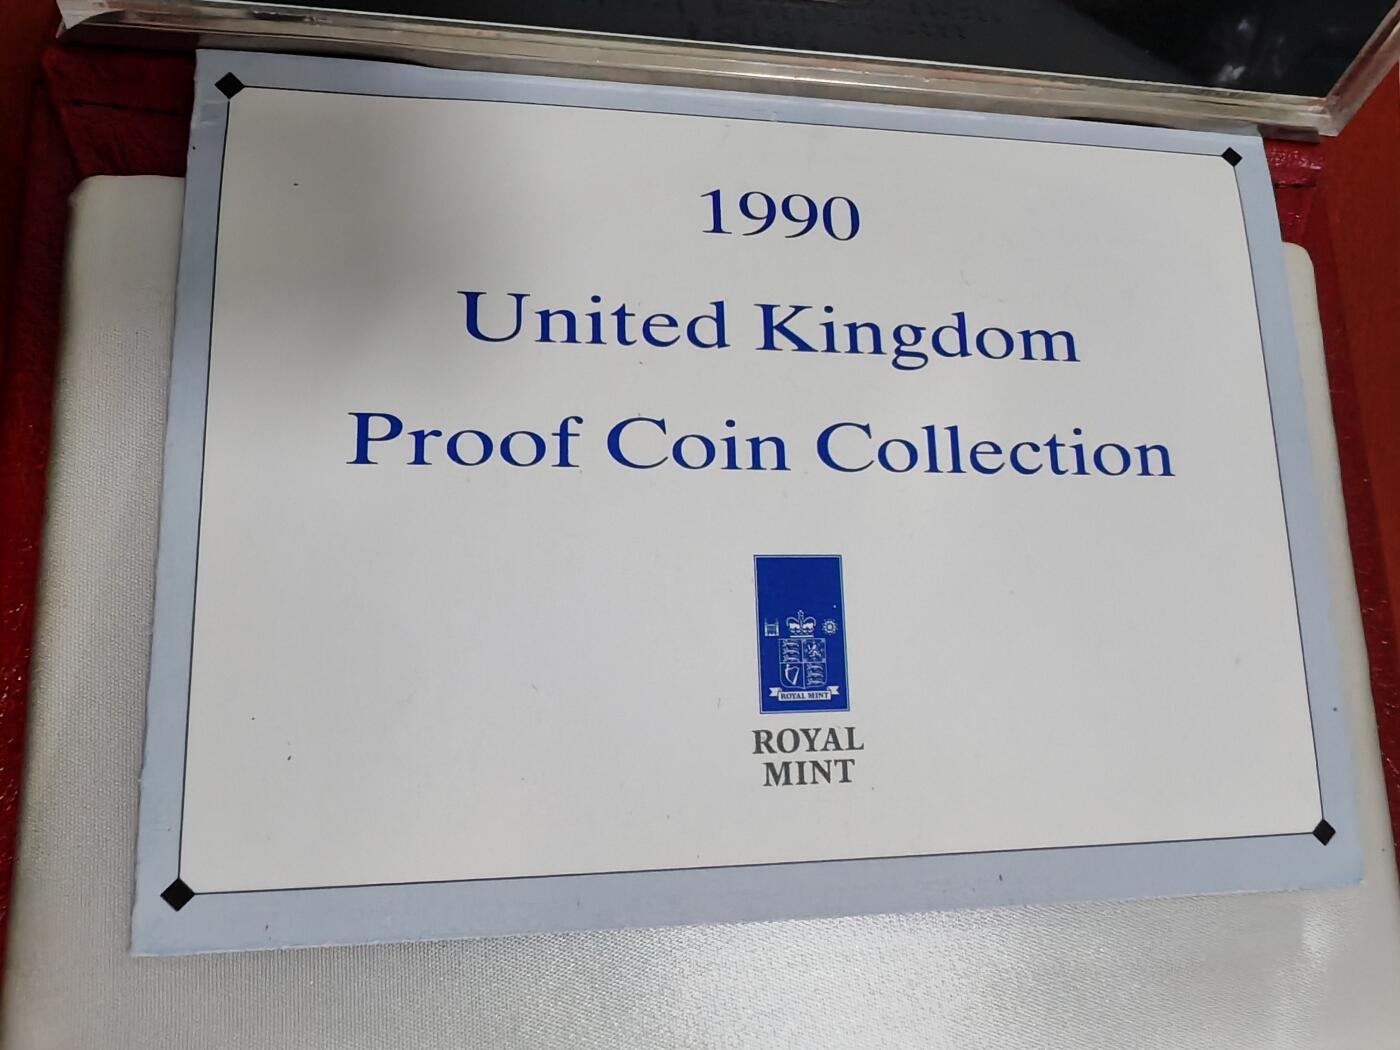 1990
United Kingdom
Proof Coin Collection
ROYAL MINT
ROYAL
MINT